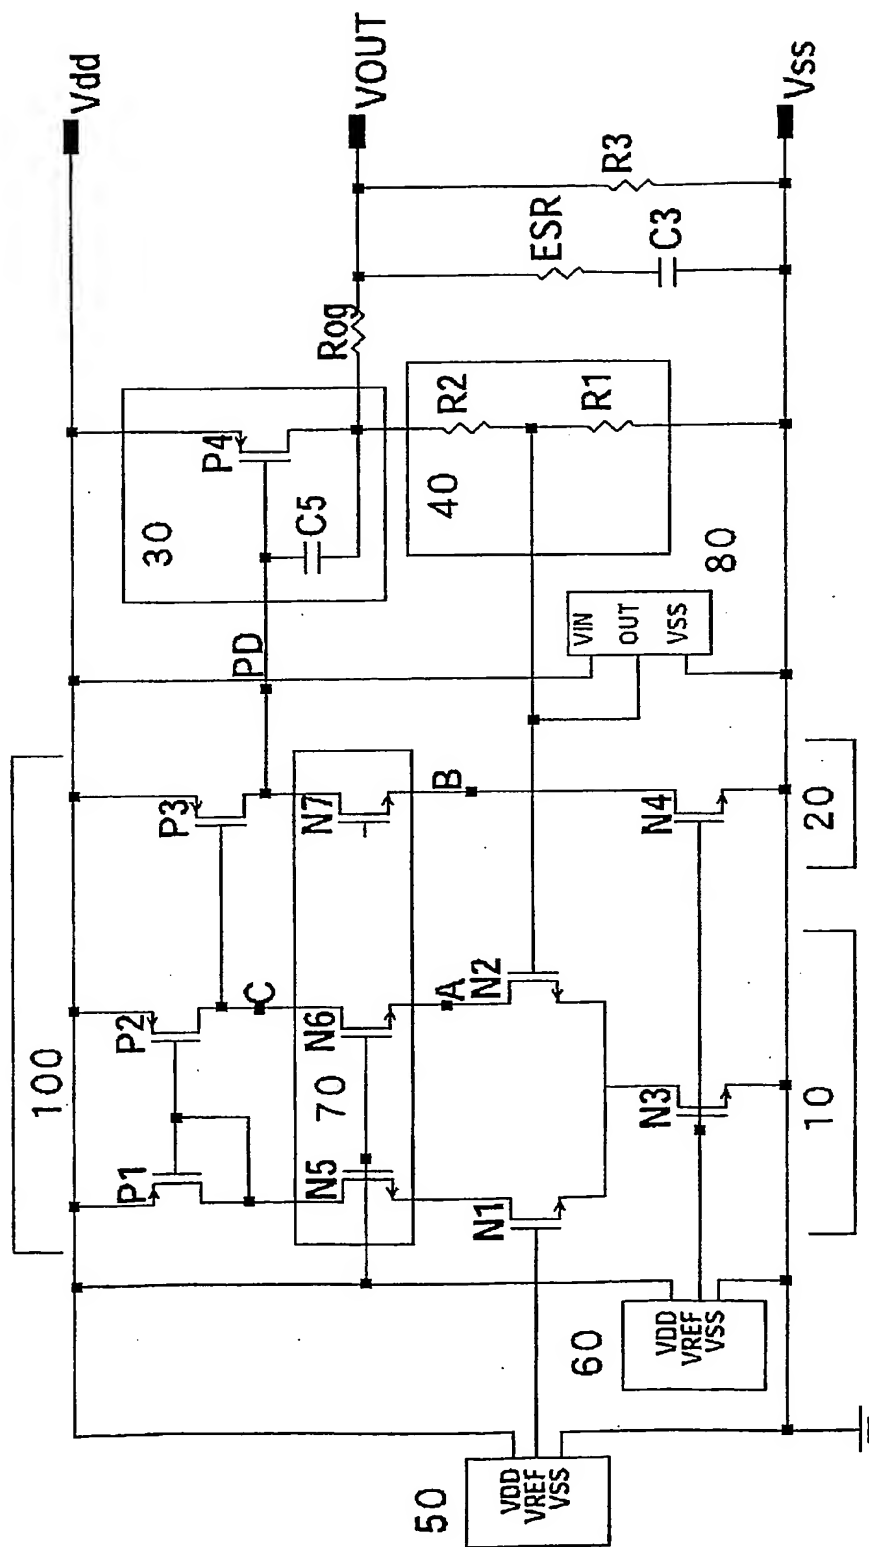 100
Vdd
P1
P2
P3
30
P4
C5
PD
C
Rog
VOUT
70
N5
N6
N7
B
A
40
R2
R1
ESR
C3
R3
N1
N2
50
VDD
VREF
VSS
60
VDD
VREF
VSS
N3
N4
VIN
OUT
VSS
80
Vss
10
20